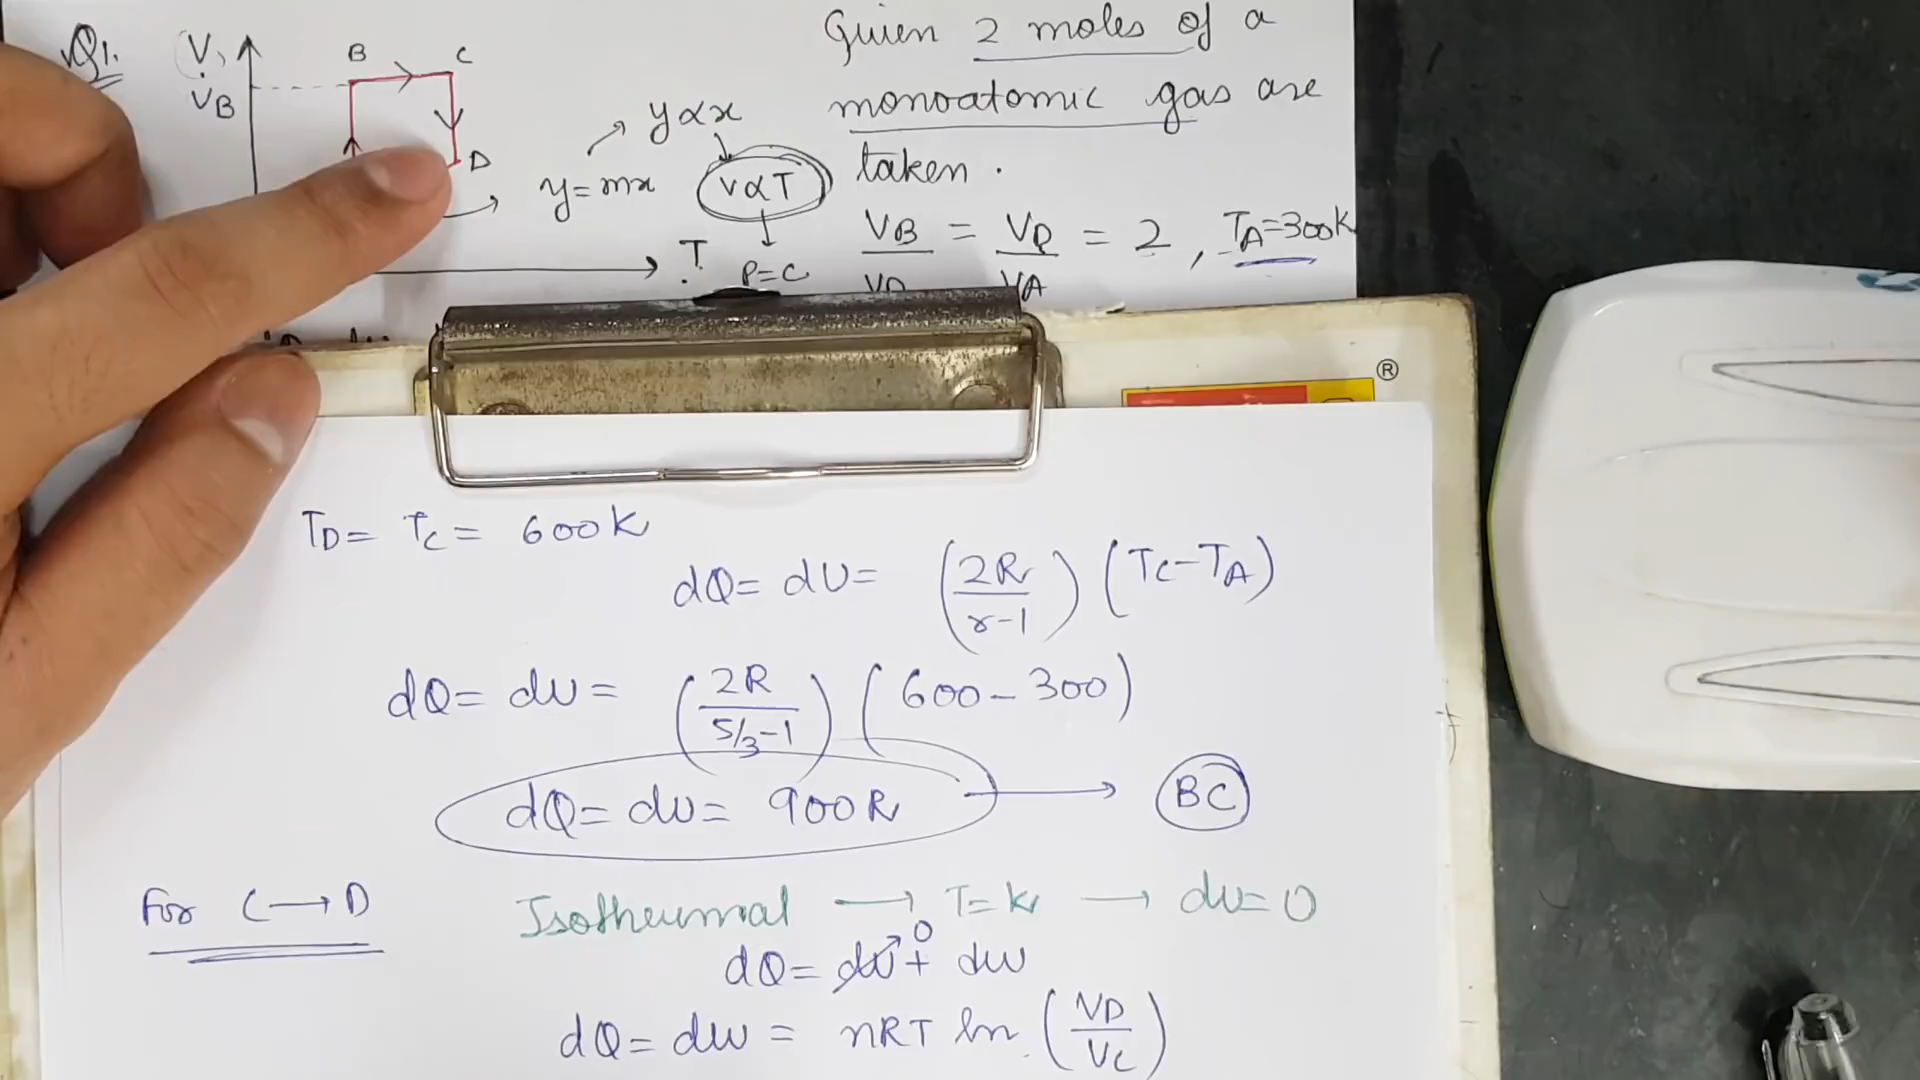 Q1.
V
B
C
VB
D
T
y∝x
y=mx
V∝T
P=C
Given 2 moles of a
monoatomic gas are
taken.
VB = VD = 2, TA=300K
VA
TD= TC= 600K
dQ= dU= (2R/r-1) (TC-TA)
dQ= dU= (2R/5/3-1) (600-300)
dQ= dU= 900R → BC
For C→D Isothermal → T=K → dU=0
dQ= dU + dW
0
dQ= dW = nRT ln (VD/VC)
®